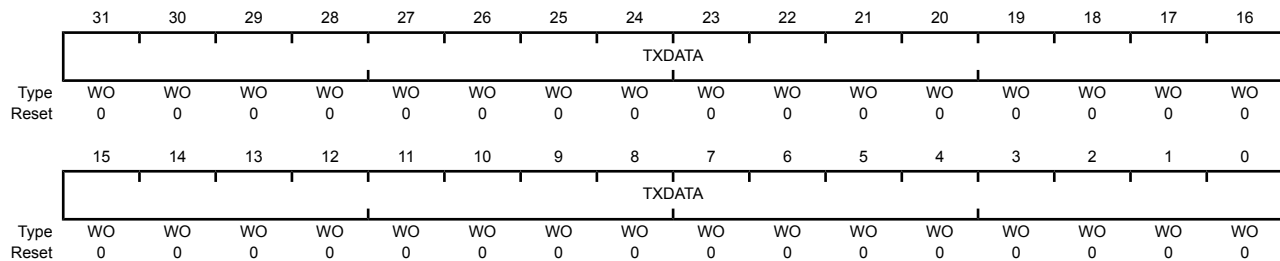 31 30 29 28 27 26 25 24 23 22 21 20 19 18 17 16
TXDATA
Type WO WO WO WO WO WO WO WO WO WO WO WO WO WO WO WO
Reset 0 0 0 0 0 0 0 0 0 0 0 0 0 0 0 0
15 14 13 12 11 10 9 8 7 6 5 4 3 2 1 0
TXDATA
Type WO WO WO WO WO WO WO WO WO WO WO WO WO WO WO WO
Reset 0 0 0 0 0 0 0 0 0 0 0 0 0 0 0 0